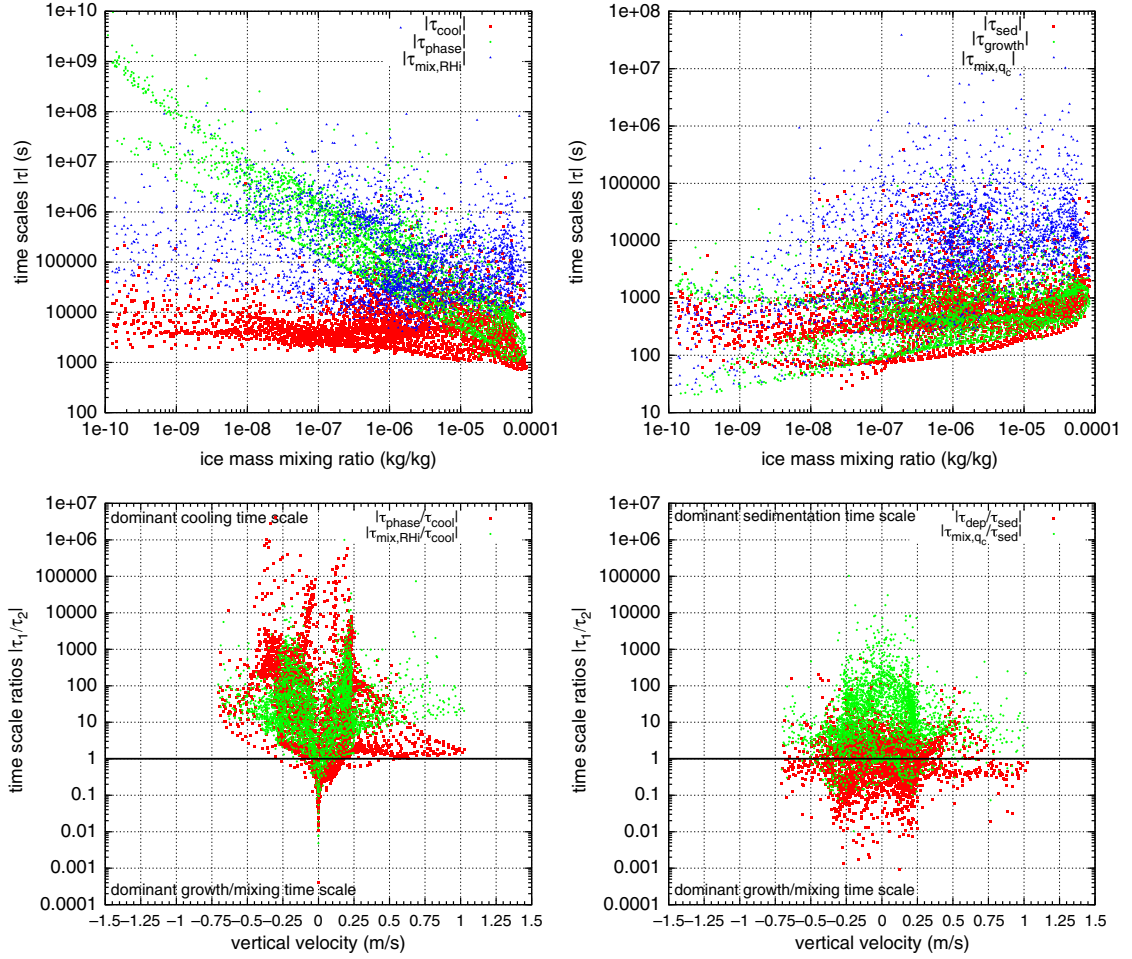 |τcool|
|τphase|
|τmix,RHi|
1e+10
1e+09
1e+08
1e+07
1e+06
100000
10000
1000
100
time scales |τ| (s)
1e-10 1e-09 1e-08 1e-07 1e-06 1e-05 0.0001
ice mass mixing ratio (kg/kg)
|τsed|
|τgrowth|
|τmix,qc|
1e+08
1e+07
1e+06
100000
10000
1000
100
10
time scales |τ| (s)
1e-10 1e-09 1e-08 1e-07 1e-06 1e-05 0.0001
ice mass mixing ratio (kg/kg)
dominant cooling time scale
|τphase/τcool|
|τmix,RHi/τcool|
1e+07
1e+06
100000
10000
1000
100
10
1
0.1
0.01
0.001
0.0001
time scale ratios |τ1/τ2|
dominant growth/mixing time scale
−1.5 −1.25 −1 −0.75 −0.5 −0.25 0 0.25 0.5 0.75 1 1.25 1.5
vertical velocity (m/s)
dominant sedimentation time scale
|τdep/τsed|
|τmix,qc/τsed|
1e+07
1e+06
100000
10000
1000
100
10
1
0.1
0.01
0.001
0.0001
time scale ratios |τ1/τ2|
dominant growth/mixing time scale
−1.5 −1.25 −1 −0.75 −0.5 −0.25 0 0.25 0.5 0.75 1 1.25 1.5
vertical velocity (m/s)